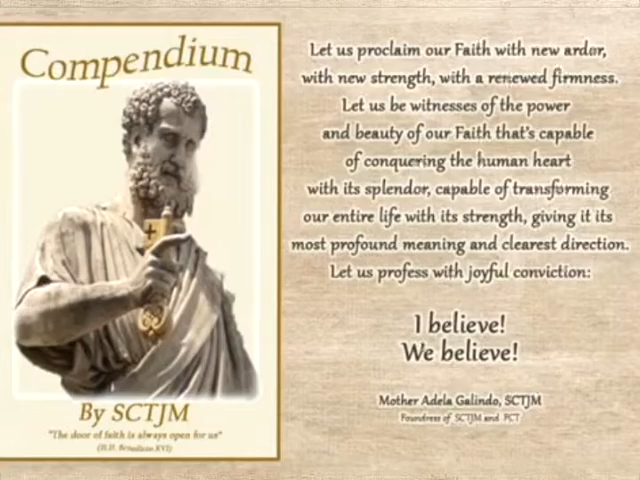 Compendium
By SCTJM
"The door of faith is always open for us"
(H.H. Benedict XVI)
Let us proclaim our Faith with new ardor,
with new strength, with a renewed firmness.
Let us be witnesses of the power
and beauty of our Faith that's capable
of conquering the human heart
with its splendor, capable of transforming
our entire life with its strength, giving it its
most profound meaning and clearest direction.
Let us profess with joyful conviction:
I believe!
We believe!
Mother Adela Galindo, SCTJM
Foundress of SCTJM and FCT